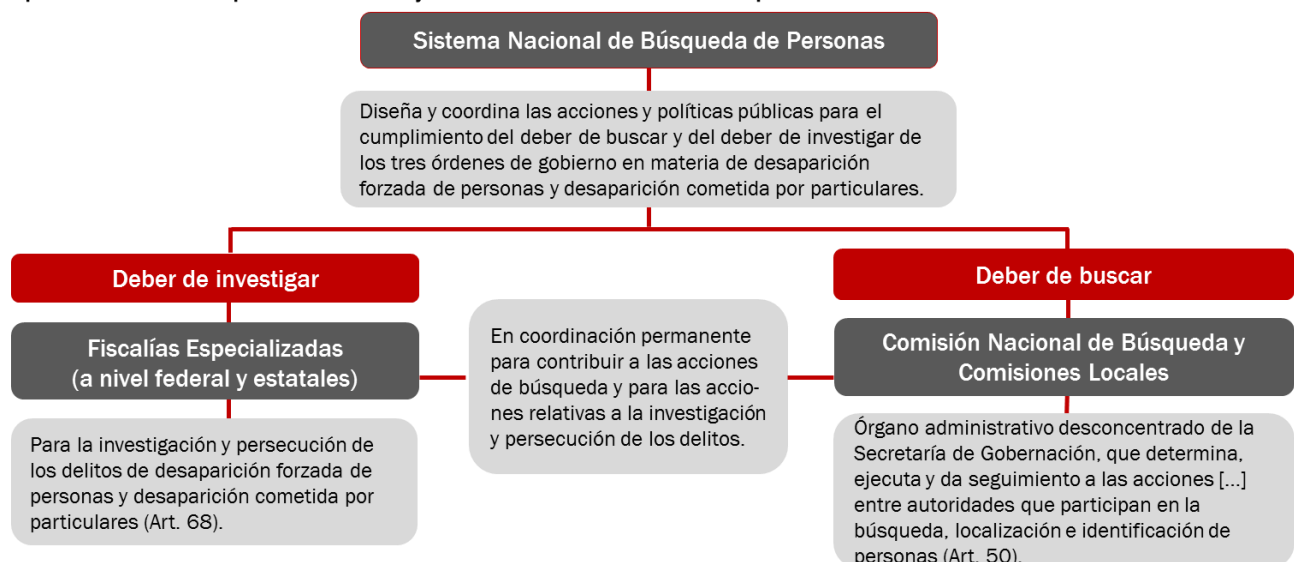 Sistema Nacional de Búsqueda de Personas
Diseña y coordina las acciones y políticas públicas para el
cumplimiento del deber de buscar y del deber de investigar de
los tres órdenes de gobierno en materia de desaparición
forzada de personas y desaparición cometida por particulares.
Deber de investigar
Fiscalías Especializadas
(a nivel federal y estatales)
Para la investigación y persecución de
los delitos de desaparición forzada de
personas y desaparición cometida por
particulares (Art. 68).
En coordinación permanente
para contribuir a las acciones
de búsqueda y para las accio-
nes relativas a la investigación
y persecución de los delitos.
Deber de buscar
Comisión Nacional de Búsqueda y
Comisiones Locales
Órgano administrativo desconcentrado de la
Secretaría de Gobernación, que determina,
ejecuta y da seguimiento a las acciones [...]
entre autoridades que participan en la
búsqueda, localización e identificación de
personas (Art. 50).